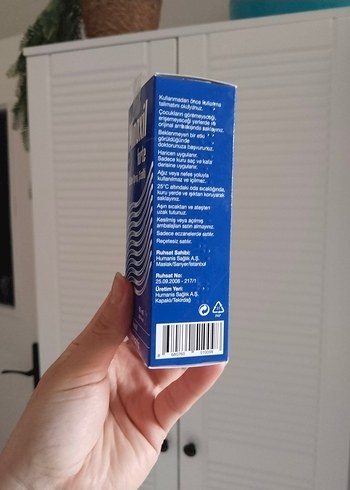 Kullanmadan önce kullanma
talimatını okuyunuz.
Çocukların göremeyeceği,
erişemeyeceği yerlerde ve
orijinal ambalajında saklayınız.
Beklenmeyen bir etki
görüldüğünde
doktorunuza başvurunuz.
Haricen uygulanır.
Sadece kuru saç ve kafa
derisine uygulanır.
Ağız veya nefes yoluyla
kullanılmaz ve içilmez.
25°C altındaki oda sıcaklığında,
kuru yerde ve ışıktan koruyarak
saklayınız.
Aşırı sıcaktan ve ateşten
uzak tutunuz.
Kesilmiş veya açılmış
ambalajları satın almayınız.
Sadece eczanelerde satılır.
Reçetesiz satılır.
Ruhsat Sahibi:
Humanis Sağlık A.Ş.
Maslak/Sarıyer/İstanbul
Ruhsat No:
25.09.2008 - 217/1
Üretim Yeri:
Humanis Sağlık A.Ş.
Kapaklı/Tekirdağ
forte